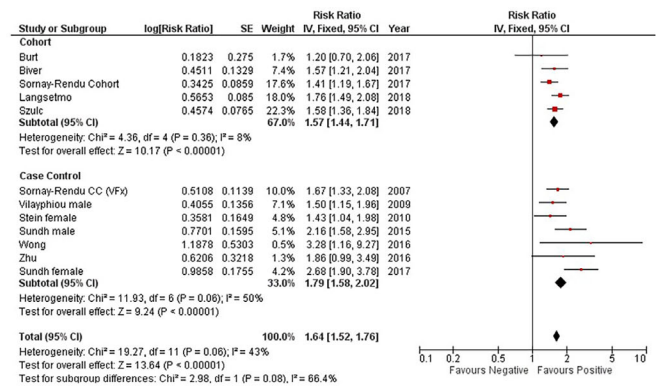 Risk Ratio Risk Ratio
Study or Subgroup log[Risk Ratio] SE Weight IV, Fixed, 95% CI Year IV, Fixed, 95% CI
Cohort
Burt 0.1823 0.275 1.7% 1.20 [0.70, 2.06] 2017
Biver 0.4511 0.1329 7.4% 1.57 [1.21, 2.04] 2017
Sornay-Rendu Cohort 0.3425 0.0859 17.6% 1.41 [1.19, 1.67] 2017
Langsetmo 0.5653 0.085 18.0% 1.76 [1.49, 2.08] 2018
Szulc 0.4574 0.0765 22.3% 1.58 [1.36, 1.84] 2018
Subtotal (95% CI) 67.0% 1.57 [1.44, 1.71]
Heterogeneity: Chi² = 4.36, df = 4 (P = 0.36); I² = 8%
Test for overall effect: Z = 10.17 (P < 0.00001)
Case Control
Sornay-Rendu CC (VFx) 0.5108 0.1139 10.0% 1.67 [1.33, 2.08] 2007
Vilayphiou male 0.4055 0.1356 7.1% 1.50 [1.15, 1.96] 2009
Stein female 0.3581 0.1649 4.8% 1.43 [1.04, 1.98] 2010
Sundh male 0.7701 0.1595 5.1% 2.16 [1.58, 2.95] 2015
Wong 1.1878 0.5303 0.5% 3.28 [1.16, 9.27] 2016
Zhu 0.6206 0.3218 1.3% 1.86 [0.99, 3.49] 2016
Sundh female 0.9858 0.1755 4.2% 2.68 [1.90, 3.78] 2017
Subtotal (95% CI) 33.0% 1.79 [1.58, 2.02]
Heterogeneity: Chi² = 11.93, df = 6 (P = 0.06); I² = 50%
Test for overall effect: Z = 9.24 (P < 0.00001)
Total (95% CI) 100.0% 1.64 [1.52, 1.76]
Heterogeneity: Chi² = 19.27, df = 11 (P = 0.06); I² = 43%
Test for overall effect: Z = 13.64 (P < 0.00001)
Test for subgroup differences: Chi² = 2.98, df = 1 (P = 0.08), I² = 66.4%
0.1 0.2 0.5 1 2 5 10
Favours Negative Favours Positive